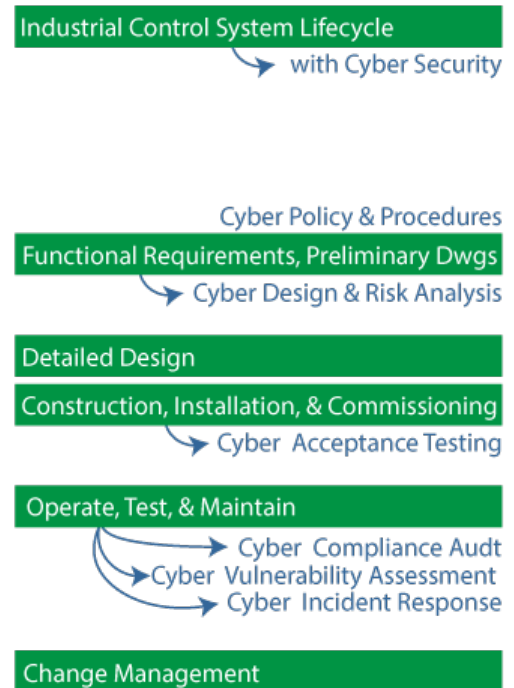 Industrial Control System Lifecycle
with Cyber Security
Cyber Policy & Procedures
Functional Requirements, Preliminary Dwgs
Cyber Design & Risk Analysis
Detailed Design
Construction, Installation, & Commissioning
Cyber Acceptance Testing
Operate, Test, & Maintain
Cyber Compliance Audt
Cyber Vulnerability Assessment
Cyber Incident Response
Change Management